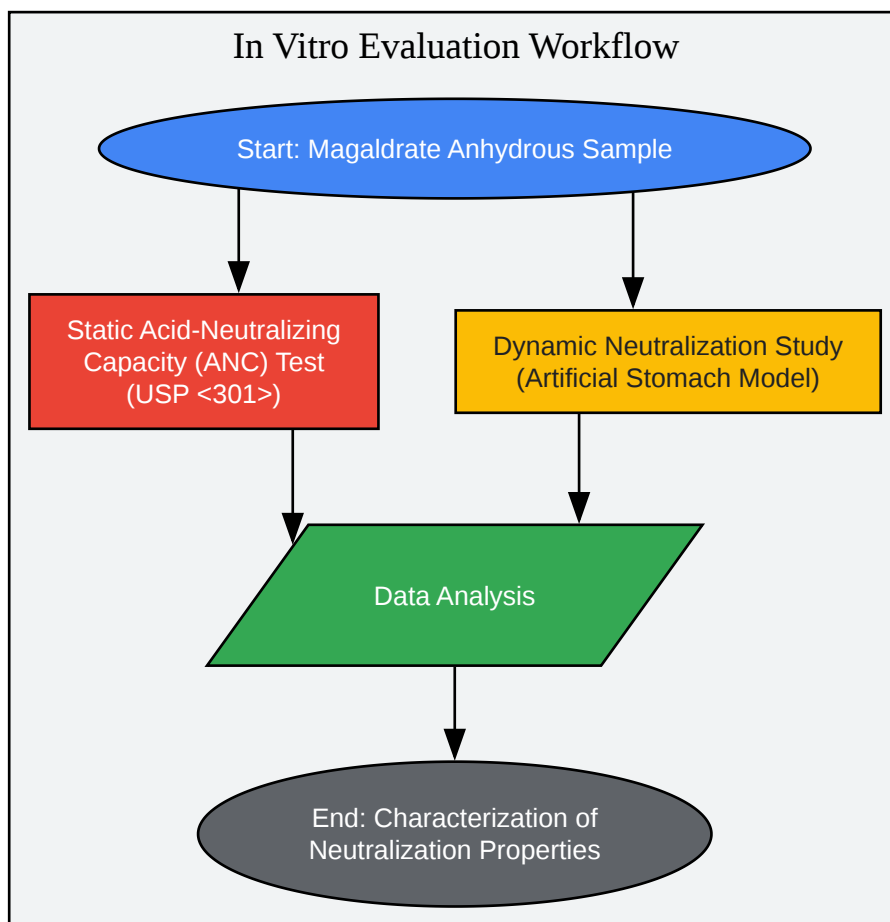 In Vitro Evaluation Workflow
Start: Magaldrate Anhydrous Sample
Static Acid-Neutralizing
Capacity (ANC) Test
(USP <301>)
Dynamic Neutralization Study
(Artificial Stomach Model)
Data Analysis
End: Characterization of
Neutralization Properties